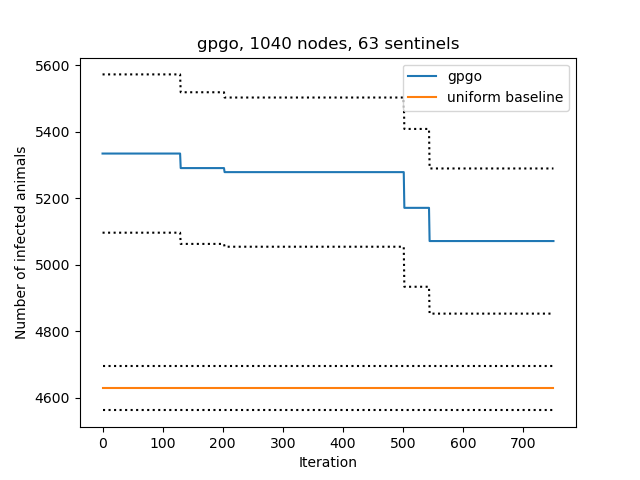 gpgo, 1040 nodes, 63 sentinels
gpgo
uniform baseline
Number of infected animals
5600
5400
5200
5000
4800
4600
0 100 200 300 400 500 600 700
Iteration